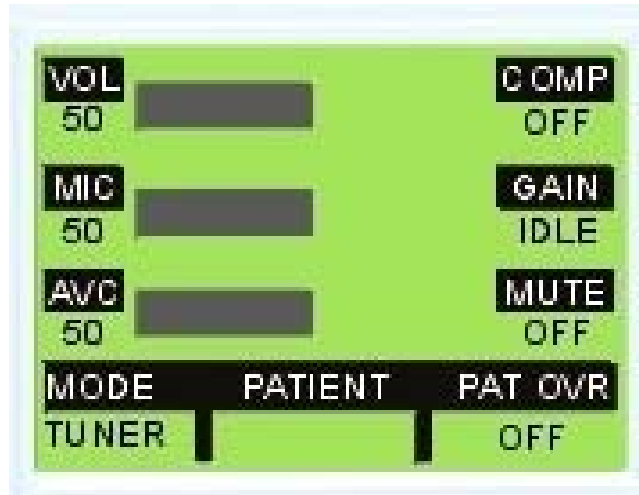 VOL COMP
50 OFF
MIC GAIN
50 IDLE
AVC MUTE
50 OFF
MODE PATIENT PAT OVR
TUNER OFF